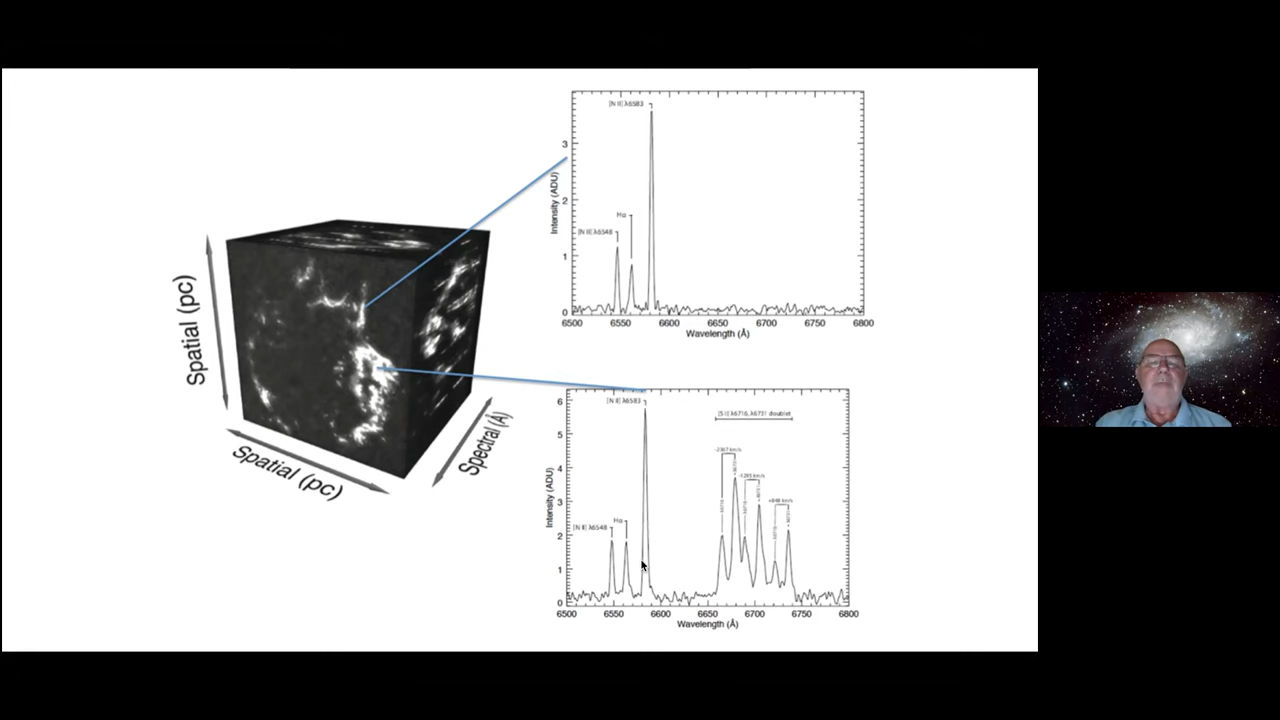 Spatial (pc)
Spatial (pc)
Spectral (Å)
[N II] λ6583
Hα
[N II] λ6548
Intensity (ADU)
3
2
1
0
6500 6550 6600 6650 6700 6750 6800
Wavelength (Å)
[N II] λ6583
[S II] λ6716, λ6731 doublet
Hα
[N II] λ6548
Intensity (ADU)
6
5
4
3
2
1
0
6500 6550 6600 6650 6700 6750 6800
Wavelength (Å)